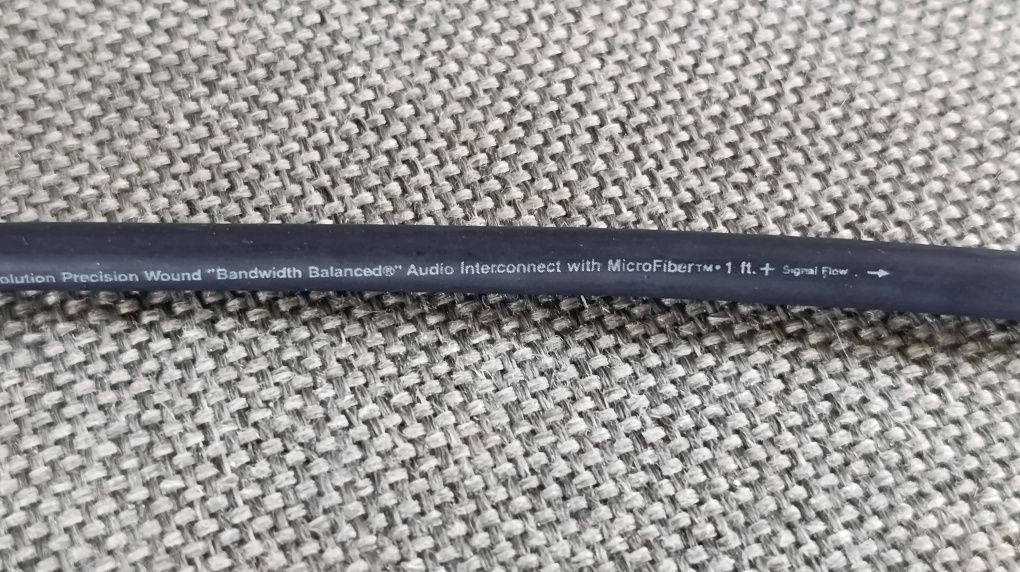 olution Precision Wound "Bandwidth Balanced®" Audio Interconnect with MicroFiber™• 1 ft. + Signal Flow . →